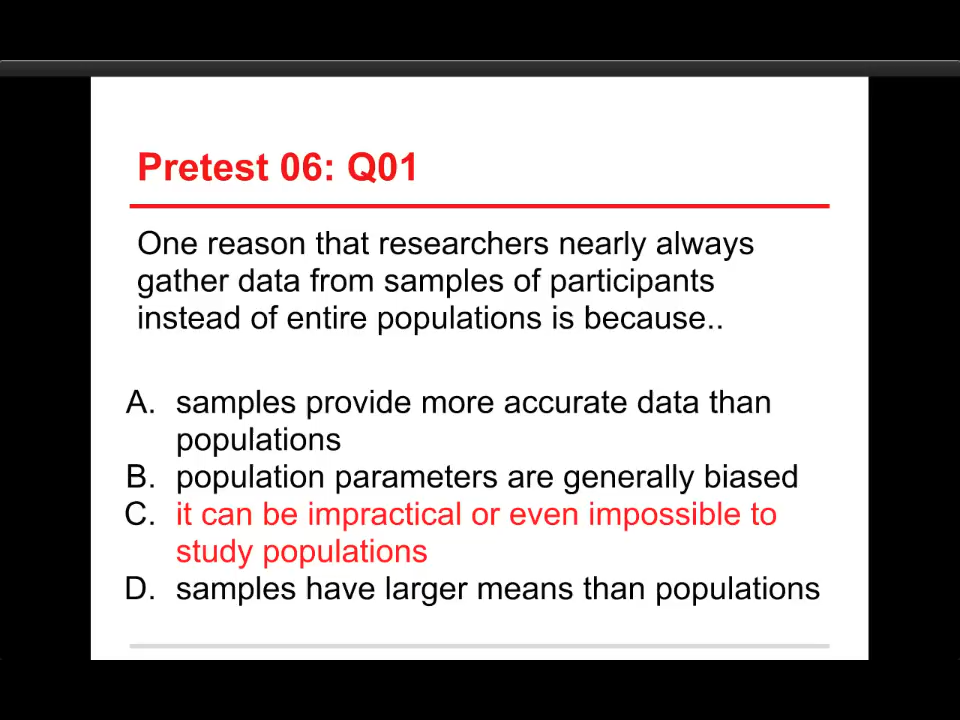 Pretest 06: Q01
One reason that researchers nearly always
gather data from samples of participants
instead of entire populations is because..
A. samples provide more accurate data than
populations
B. population parameters are generally biased
C. it can be impractical or even impossible to
study populations
D. samples have larger means than populations